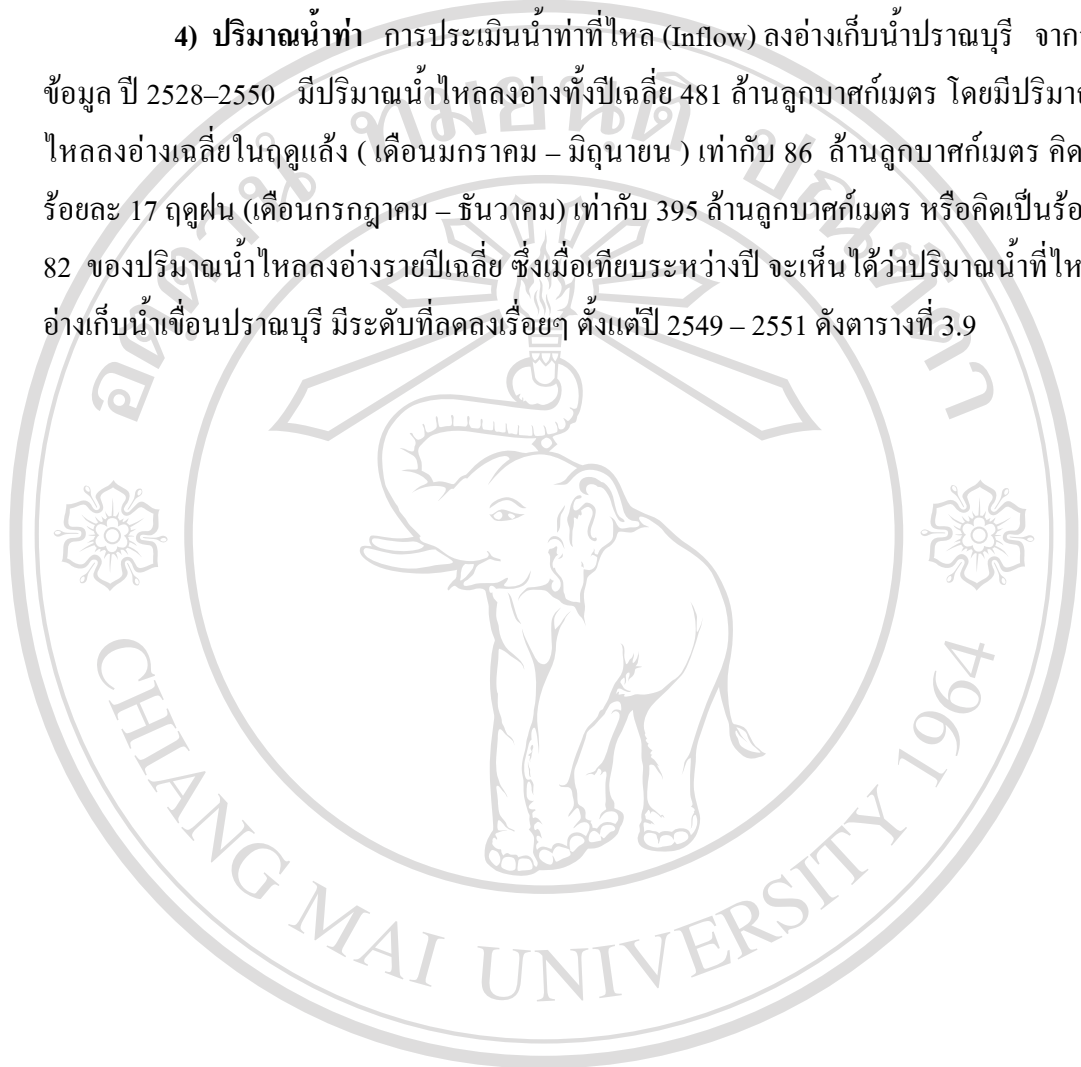 4) ปริมาณน้ำท่า การประเมินน้ำท่าที่ไหล (Inflow) ลงอ่างเก็บน้ำปราณบุรี จาก
ข้อมูล ปี 2528–2550 มีปริมาณน้ำไหลลงอ่างทั้งปีเฉลี่ย 481 ล้านลูกบาศก์เมตร โดยมีปริมา
ไหลลงอ่างเฉลี่ยในฤดูแล้ง ( เดือนมกราคม – มิถุนายน ) เท่ากับ 86 ล้านลูกบาศก์เมตร คิด
ร้อยละ 17 ฤดูฝน (เดือนกรกฎาคม – ธันวาคม) เท่ากับ 395 ล้านลูกบาศก์เมตร หรือคิดเป็นร้อ
82 ของปริมาณน้ำไหลลงอ่างรายปีเฉลี่ย ซึ่งเมื่อเทียบระหว่างปี จะเห็นได้ว่าปริมาณน้ำที่ไห
อ่างเก็บน้ำเขื่อนปราณบุรี มีระดับที่ลดลงเรื่อยๆ ตั้งแต่ปี 2549 – 2551 ดังตารางที่ 3.9
อตฺตานํ ทมยนฺติ ปณฺฑิตา
CHIANG MAI UNIVERSITY 1964